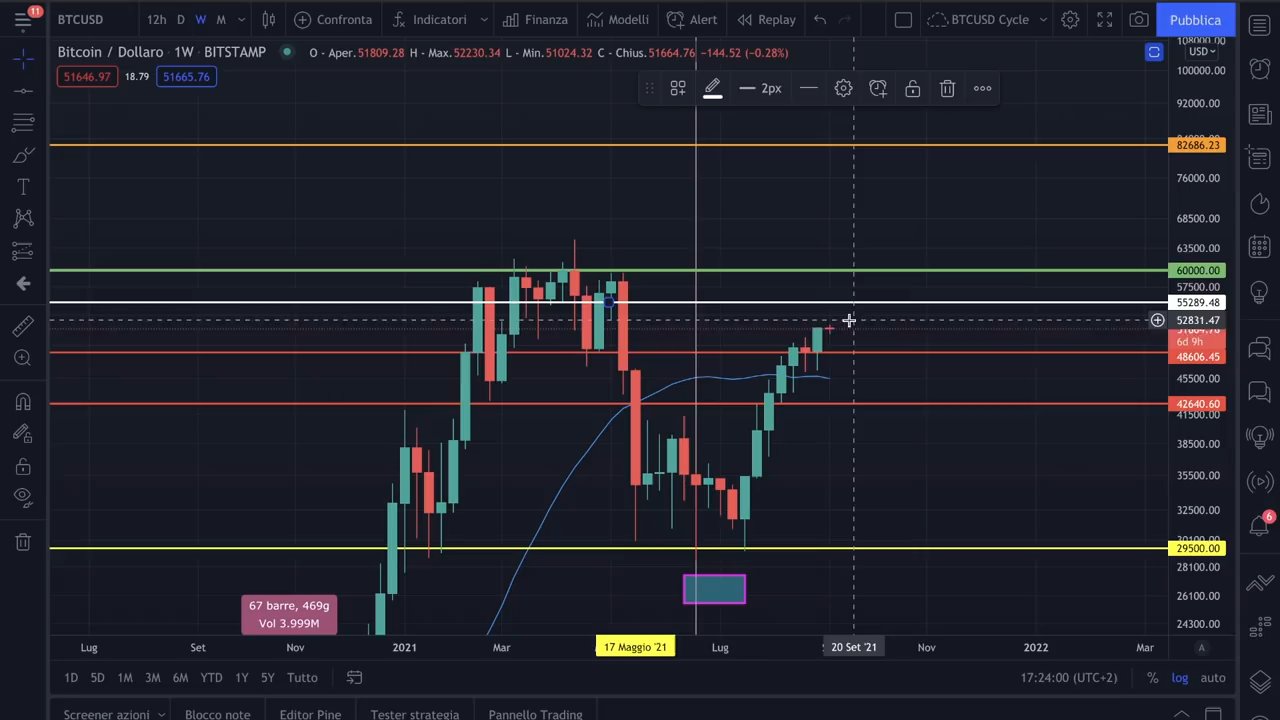 11
BTCUSD
12h
D
W
M
Confronta
Indicatori
Finanza
Modelli
Alert
Replay
BTCUSD Cycle
Pubblica
Bitcoin / Dollaro · 1W · BITSTAMP
O - Aper.51809.28 H - Max.52230.34 L - Min.51024.32 C - Chius.51664.76 −144.52 (−0.28%)
USD
51646.97
18.79
51665.76
2px
100000.00
92000.00
82686.23
76000.00
68500.00
63500.00
60000.00
57500.00
55289.48
52831.47
6d 9h
48606.45
45500.00
42640.60
41500.00
38500.00
35500.00
32500.00
29500.00
28100.00
26100.00
24300.00
67 barre, 469g
Vol 3.999M
Lug
Set
Nov
2021
Mar
17 Maggio '21
Lug
20 Set '21
Nov
2022
Mar
A
1D
5D
1M
3M
6M
YTD
1Y
5Y
Tutto
17:24:00 (UTC+2)
%
log
auto
6
Screener azioni
Blocco note
Editor Pine
Tester strategia
Pannello Trading